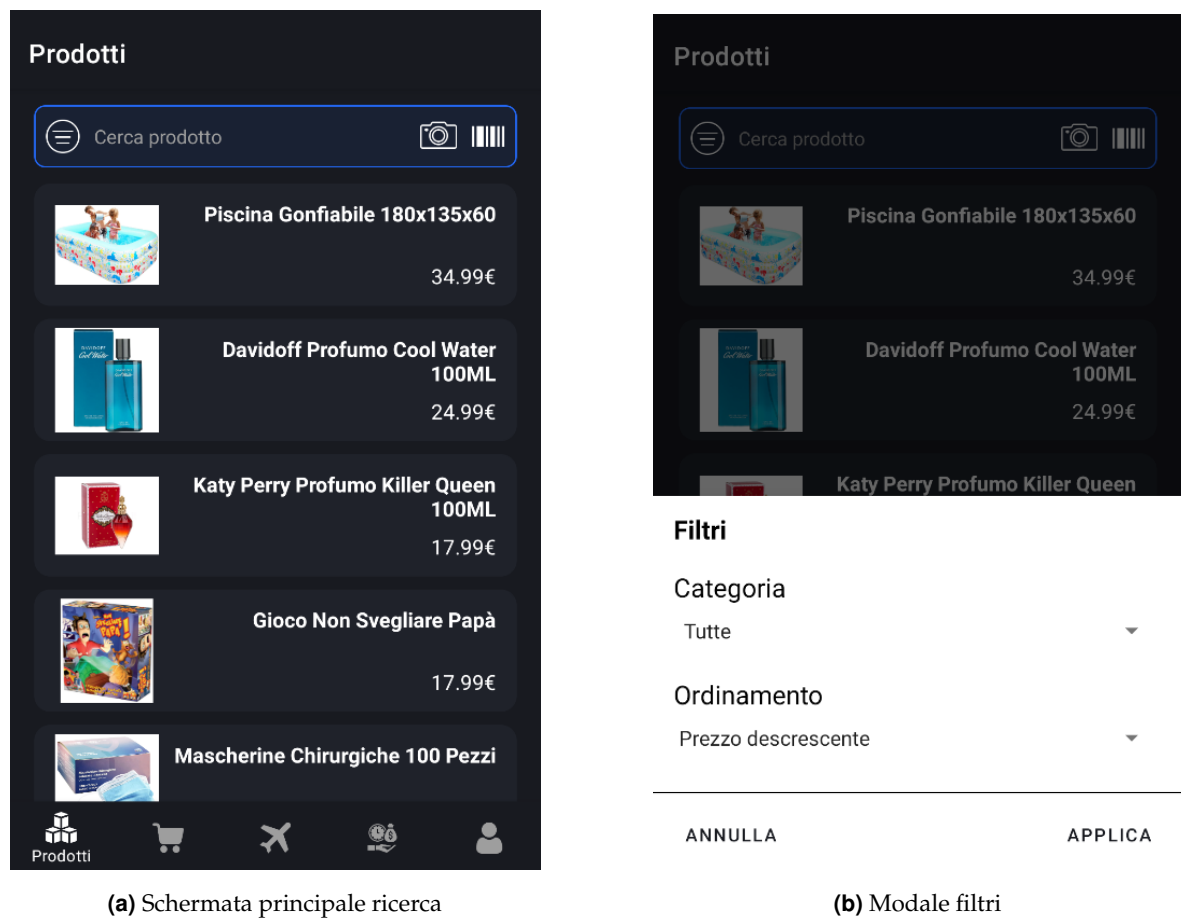 Prodotti
Cerca prodotto
Piscina Gonfiabile 180x135x60
34.99€
Davidoff Profumo Cool Water
100ML
24.99€
Katy Perry Profumo Killer Queen
100ML
17.99€
Gioco Non Svegliare Papà
17.99€
Mascherine Chirurgiche 100 Pezzi
Prodotti
(a) Schermata principale ricerca
Prodotti
Cerca prodotto
Piscina Gonfiabile 180x135x60
34.99€
Davidoff Profumo Cool Water
100ML
24.99€
Katy Perry Profumo Killer Queen
Filtri
Categoria
Tutte
Ordinamento
Prezzo descrescente
ANNULLA
APPLICA
(b) Modale filtri